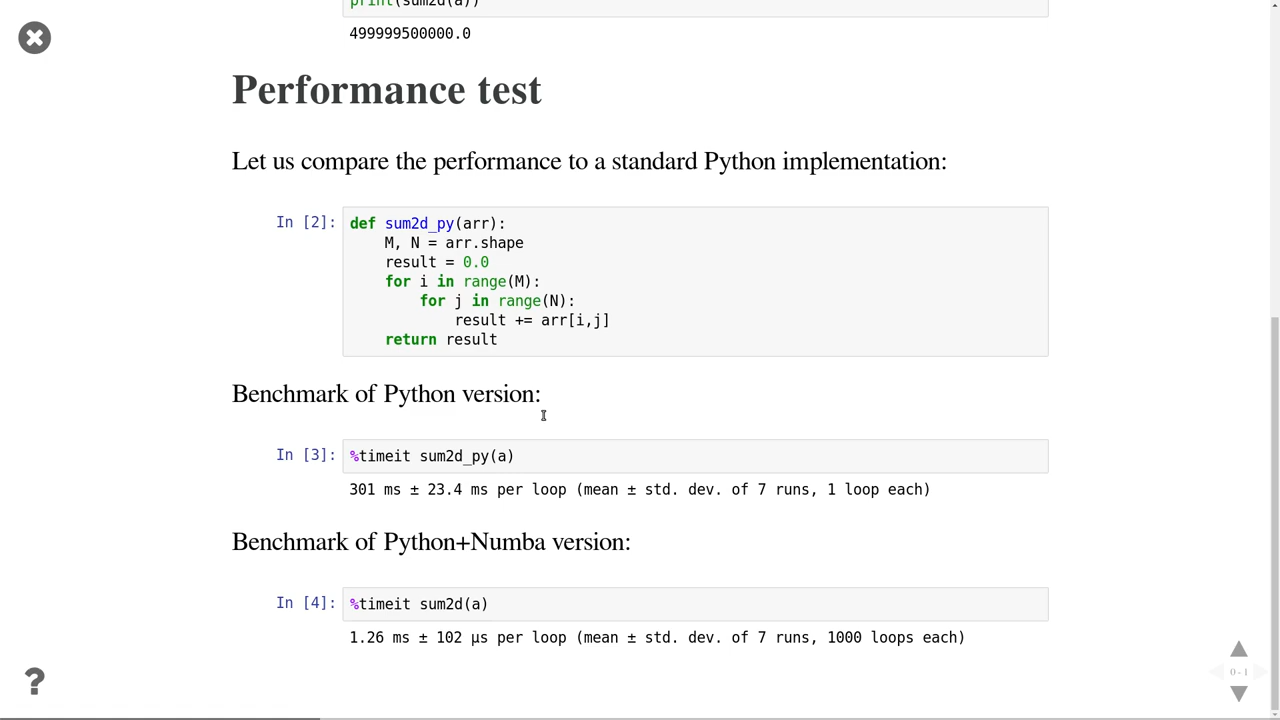 print(sum2d(a))
499999500000.0
Performance test
Let us compare the performance to a standard Python implementation:
In [2]:
def sum2d_py(arr):
    M, N = arr.shape
    result = 0.0
    for i in range(M):
        for j in range(N):
            result += arr[i,j]
    return result
Benchmark of Python version:
In [3]: %timeit sum2d_py(a)
301 ms ± 23.4 ms per loop (mean ± std. dev. of 7 runs, 1 loop each)
Benchmark of Python+Numba version:
In [4]: %timeit sum2d(a)
1.26 ms ± 102 µs per loop (mean ± std. dev. of 7 runs, 1000 loops each)
?
0 - 1